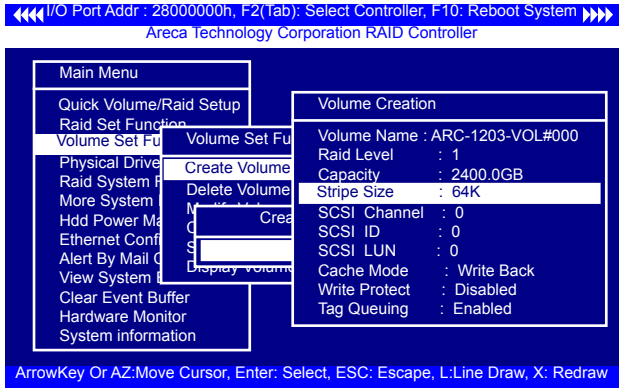 I/O Port Addr : 28000000h, F2(Tab): Select Controller, F10: Reboot System
Areca Technology Corporation RAID Controller
Main Menu
Quick Volume/Raid Setup
Raid Set Function
Volume Set Fu
Physical Drive
Raid System
More System
Hdd Power Ma
Ethernet Confi
Alert By Mail
View System
Clear Event Buffer
Hardware Monitor
System information
Volume Set Fu
Create Volume
Delete Volume
Crea
Display Volume
Volume Creation
Volume Name : ARC-1203-VOL#000
Raid Level : 1
Capacity : 2400.0GB
Stripe Size : 64K
SCSI Channel : 0
SCSI ID : 0
SCSI LUN : 0
Cache Mode : Write Back
Write Protect : Disabled
Tag Queuing : Enabled
ArrowKey Or AZ:Move Cursor, Enter: Select, ESC: Escape, L:Line Draw, X: Redraw